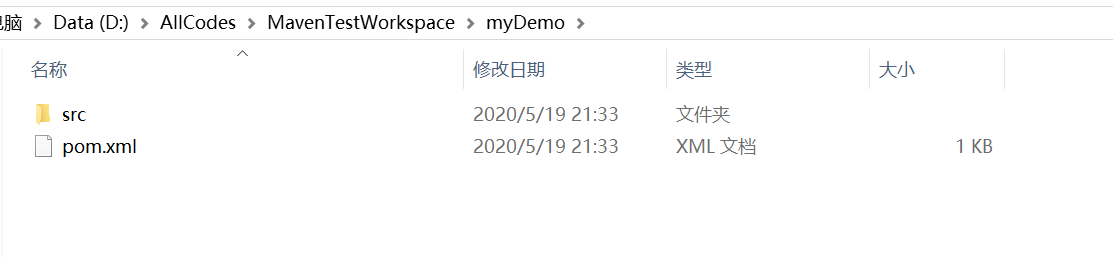 电脑 > Data (D:) > AllCodes > MavenTestWorkspace > myDemo >
名称 修改日期 类型 大小
src 2020/5/19 21:33 文件夹
pom.xml 2020/5/19 21:33 XML 文档 1 KB